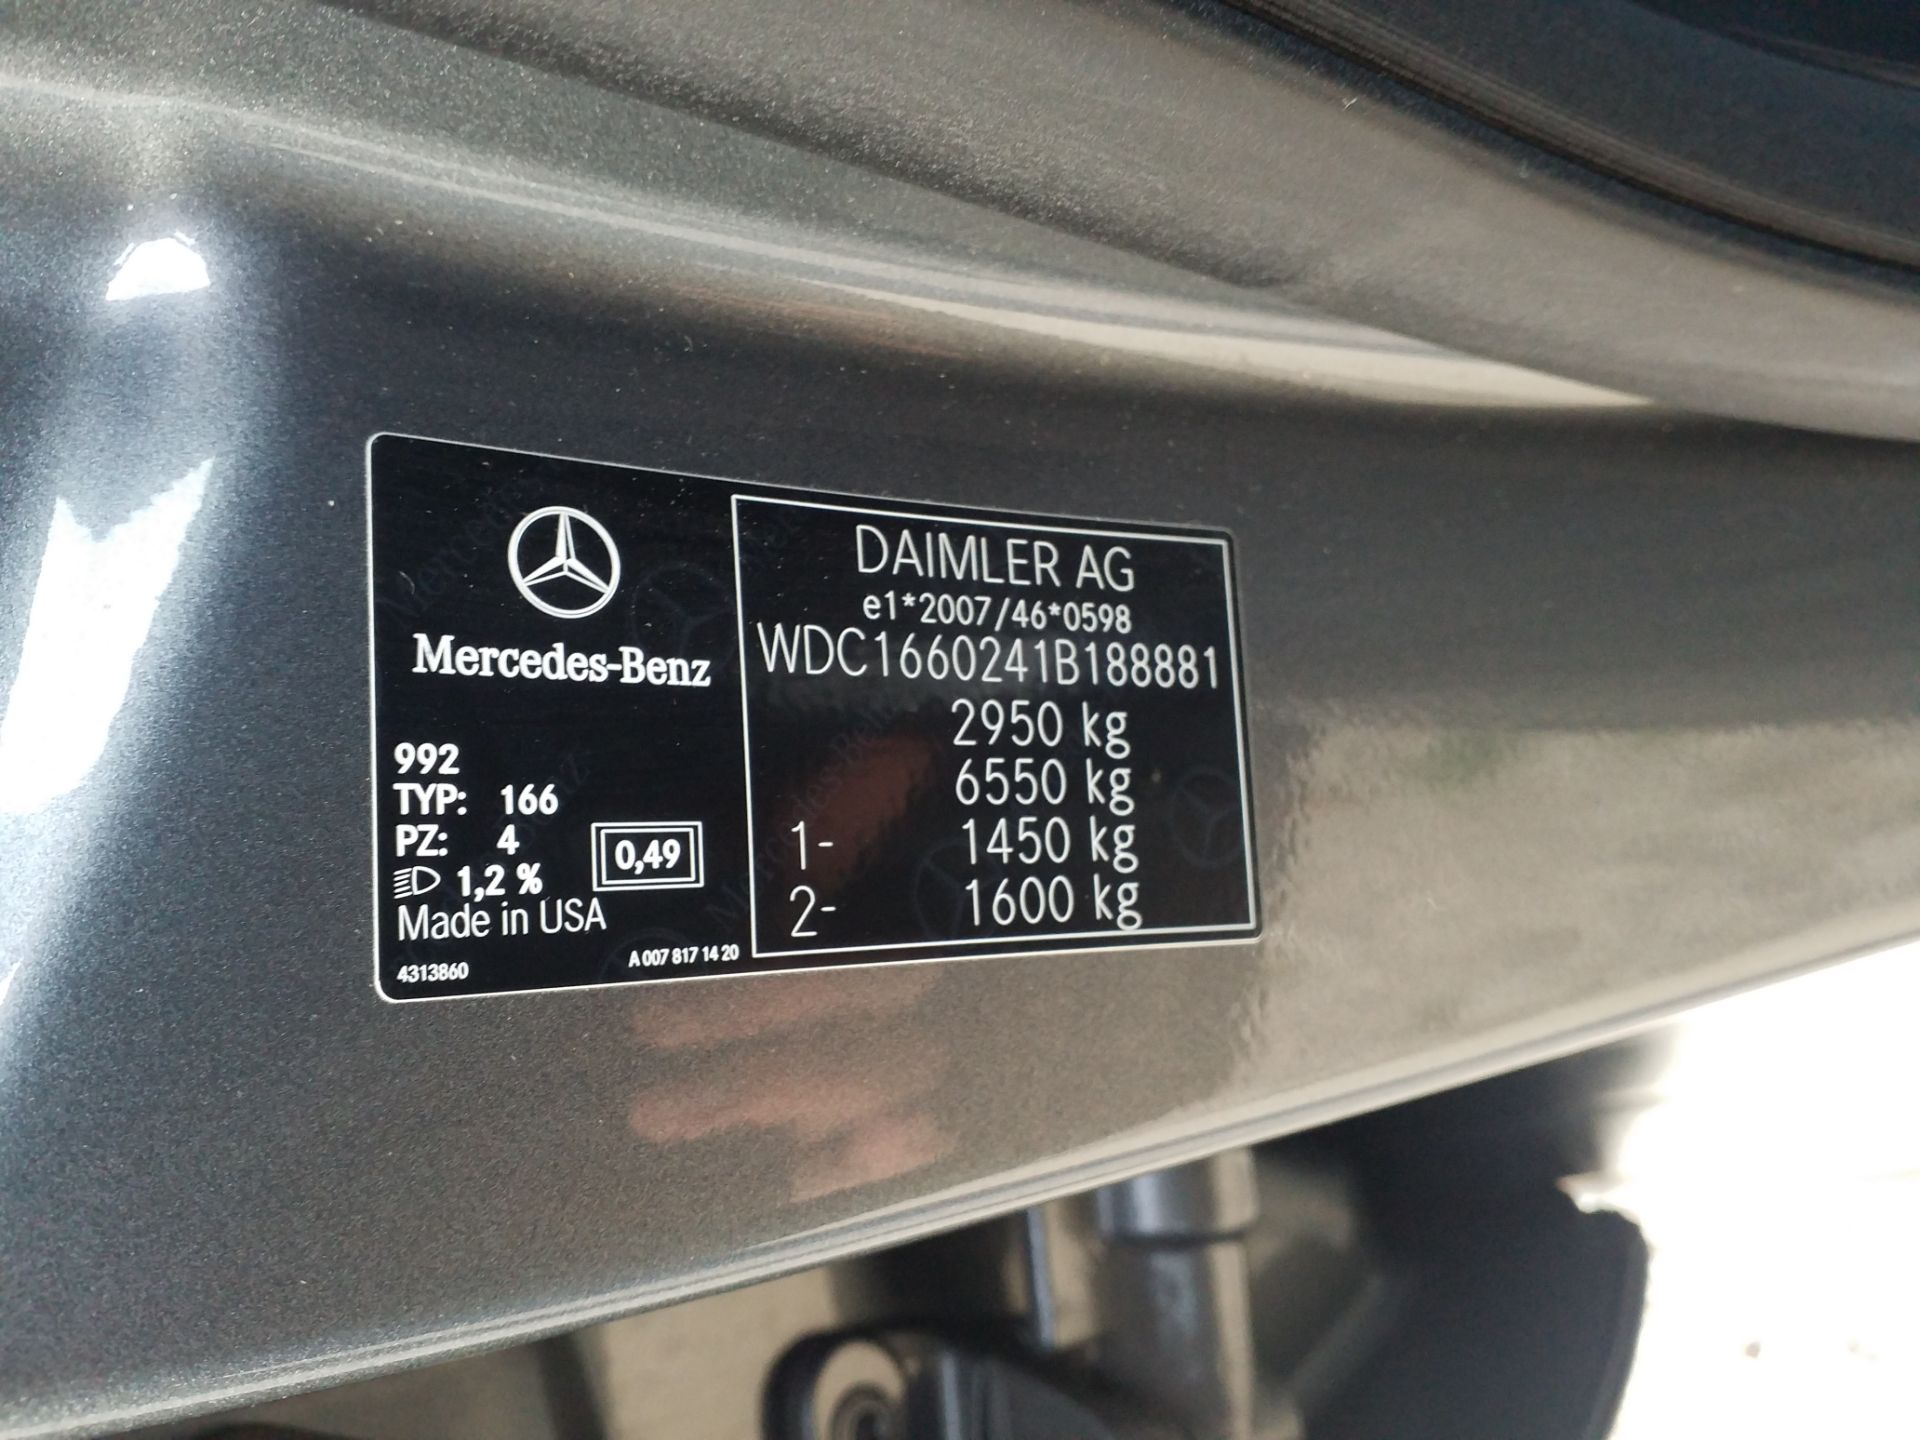 Mercedes-Benz
992
TYP: 166
PZ: 4
1,2 %
0,49
Made in USA
4313860
A 007 817 14 20
DAIMLER AG
e1*2007/46*0598
WDC1660241B188881
2950 kg
6550 kg
1- 1450 kg
2- 1600 kg